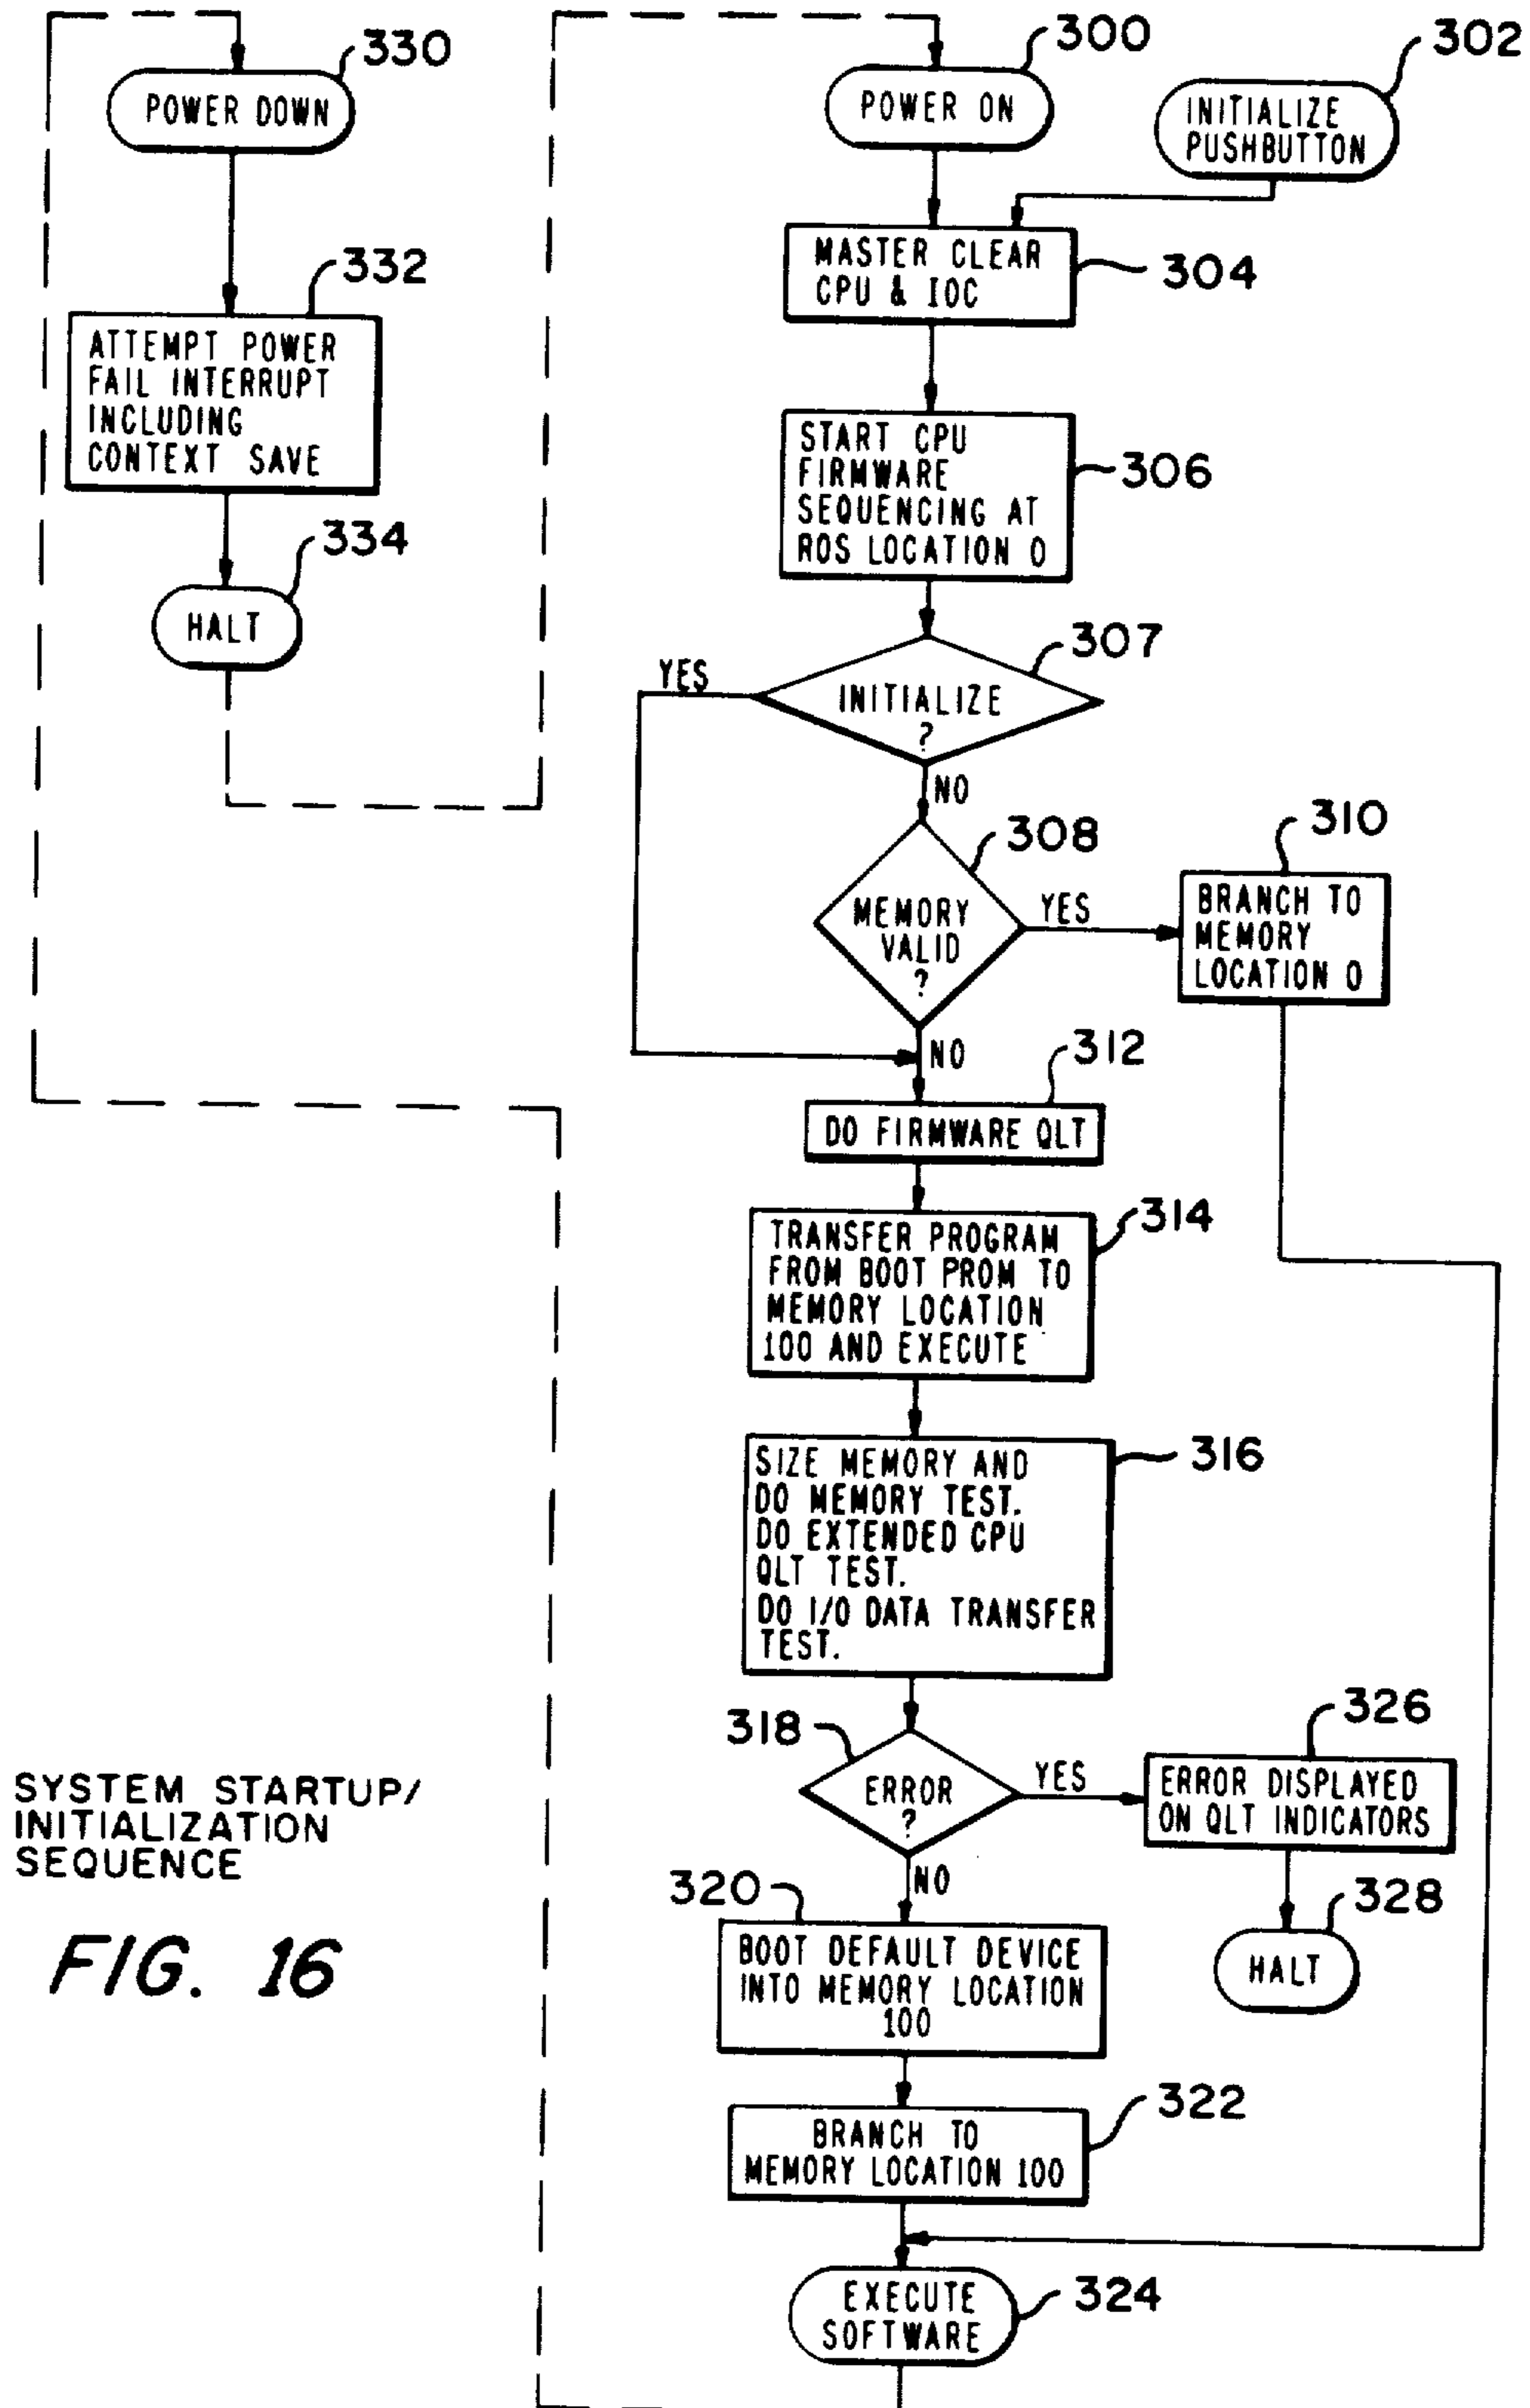 330
POWER DOWN
332
ATTEMPT POWER
FAIL INTERRUPT
INCLUDING
CONTEXT SAVE
334
HALT
300
POWER ON
302
INITIALIZE
PUSHBUTTON
MASTER CLEAR
CPU & IOC
304
START CPU
FIRMWARE
SEQUENCING AT
ROS LOCATION 0
306
307
YES
INITIALIZE
?
NO
308
MEMORY
VALID
?
YES
310
BRANCH TO
MEMORY
LOCATION 0
NO
312
DO FIRMWARE QLT
314
TRANSFER PROGRAM
FROM BOOT PROM TO
MEMORY LOCATION
100 AND EXECUTE
316
SIZE MEMORY AND
DO MEMORY TEST.
DO EXTENDED CPU
QLT TEST.
DO I/O DATA TRANSFER
TEST.
318
ERROR
?
YES
326
ERROR DISPLAYED
ON QLT INDICATORS
328
HALT
NO
320
BOOT DEFAULT DEVICE
INTO MEMORY LOCATION
100
322
BRANCH TO
MEMORY LOCATION 100
EXECUTE
SOFTWARE
324
SYSTEM STARTUP/
INITIALIZATION
SEQUENCE
FIG. 16